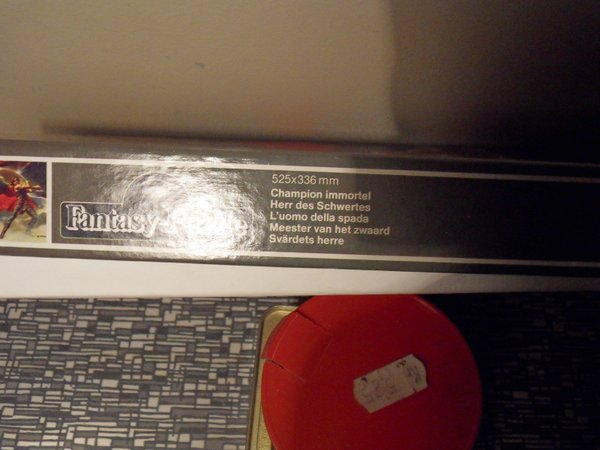 Fantasy
525x336 mm
Champion immortel
Herr des Schwertes
L'uomo della spada
Meester van het zwaard
Svärdets herre